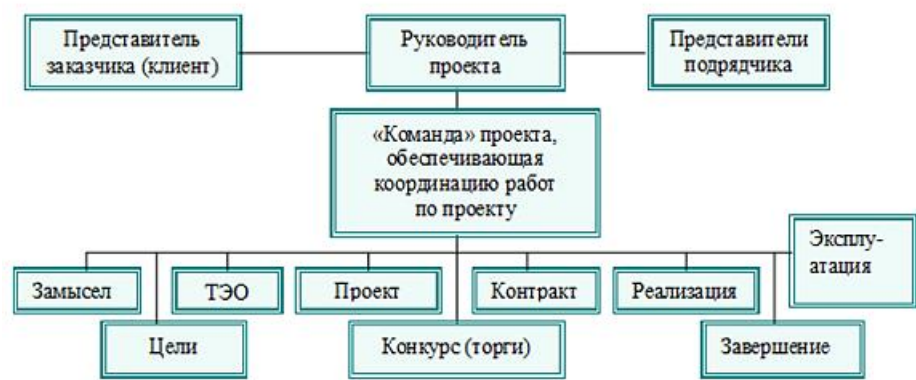 Представитель
заказчика (клиент)
Руководитель
проекта
Представители
подрядчика
«Команда» проекта,
обеспечивающая
координацию работ
по проекту
Эксплу-
атация
Замысел
ТЭО
Проект
Контракт
Реализация
Цели
Конкурс (торги)
Завершение